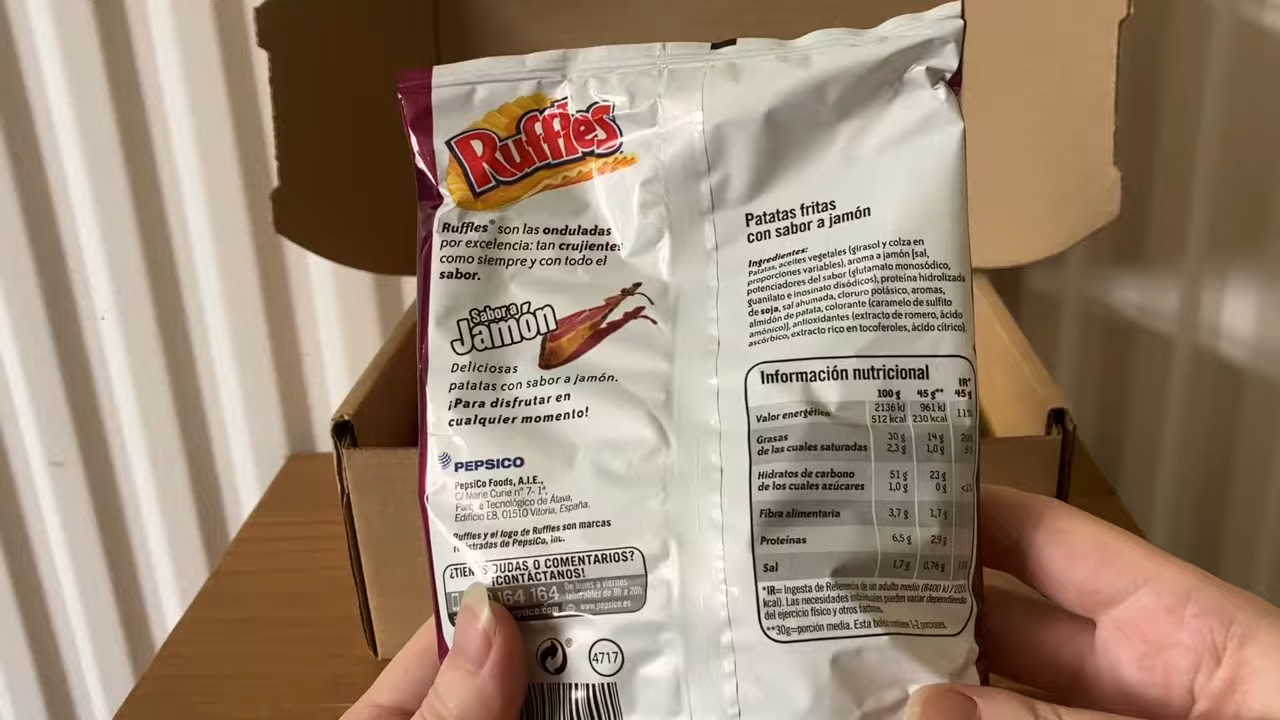 Ruffles
Ruffles® son las onduladas
por excelencia: tan crujientes
como siempre y con todo el
sabor.
Sabor a
Jamón
Deliciosas
patatas con sabor a jamón.
¡Para disfrutar en
cualquier momento!
PEPSICO
PepsiCo Foods, A.I.E.,
C/ Marie Curie nº 7-1ª,
Tecnológico de Álava,
Edificio E8, 01510 Vitoria, España.
Ruffles y el logo de Ruffles son marcas
de PepsiCo, Inc.
DUDAS O COMENTARIOS?
¡CONTÁCTANOS!
164 164
De lunes a viernes
laborables de 9h a 20h
www.pepsico.es
4717
Patatas fritas
con sabor a jamón
Ingredientes:
Patatas, aceites vegetales (girasol y colza en
proporciones variables), aroma a jamón [sal,
potenciadores del sabor (glutamato monosódico,
guanilato e inosinato disódicos), proteína hidrolizada
de soja, sal ahumada, cloruro potásico, aromas,
almidón de patata, colorante (caramelo de sulfito
amónico)], antioxidantes (extracto de romero, ácido
ascórbico, extracto rico en tocoferoles, ácido cítrico).
Información nutricional
100 g 45 g** IR* 45 g
Valor energético 2136 kJ 961 kJ 11%
512 kcal 230 kcal
Grasas 30 g 14 g
de las cuales saturadas 2,3 g 1,0 g
Hidratos de carbono 51 g 23 g
de los cuales azúcares 1,0 g 0 g
Fibra alimentaria 3,7 g 1,7 g
Proteínas 6,5 g 2,9 g
Sal 1,7 g 0,76 g
*IR= Ingesta de Referencia de un adulto medio (8400 kJ/
kcal). Las necesidades individuales pueden variar dependiendo
del ejercicio físico y otros factores.
**30g=porción media. Esta bolsa contiene 1-2 porciones.